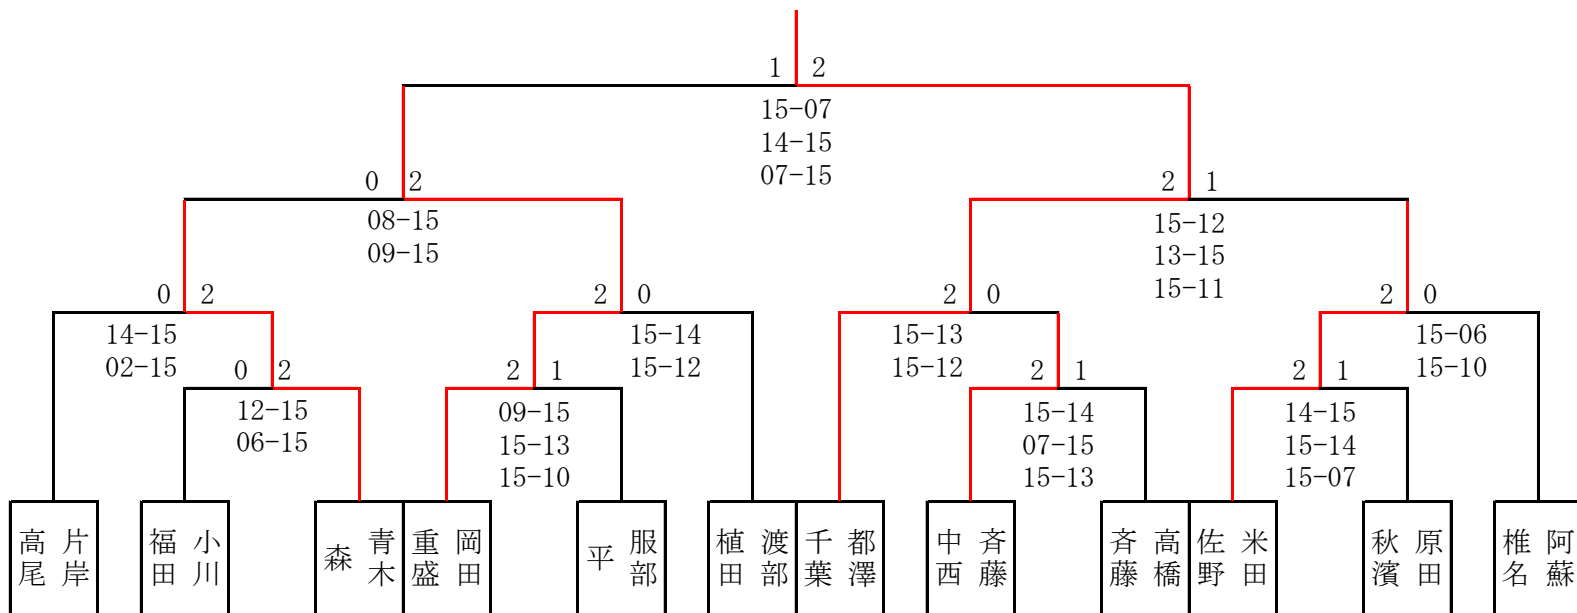 1 2
15-07
14-15
07-15
0 2
08-15
09-15
2 1
15-12
13-15
15-11
0 2
14-15
02-15
2 0
15-14
15-12
2 0
15-13
15-12
2 0
15-06
15-10
0 2
12-15
06-15
2 1
09-15
15-13
15-10
2 1
15-14
07-15
15-13
2 1
14-15
15-14
15-07
片岸
高尾
小川
福田
青木
森
岡田
重盛
服部
平
渡部
植田
都澤
千葉
斉藤
中西
高橋
斉藤
米田
佐野
原田
秋濱
阿蘇
椎名